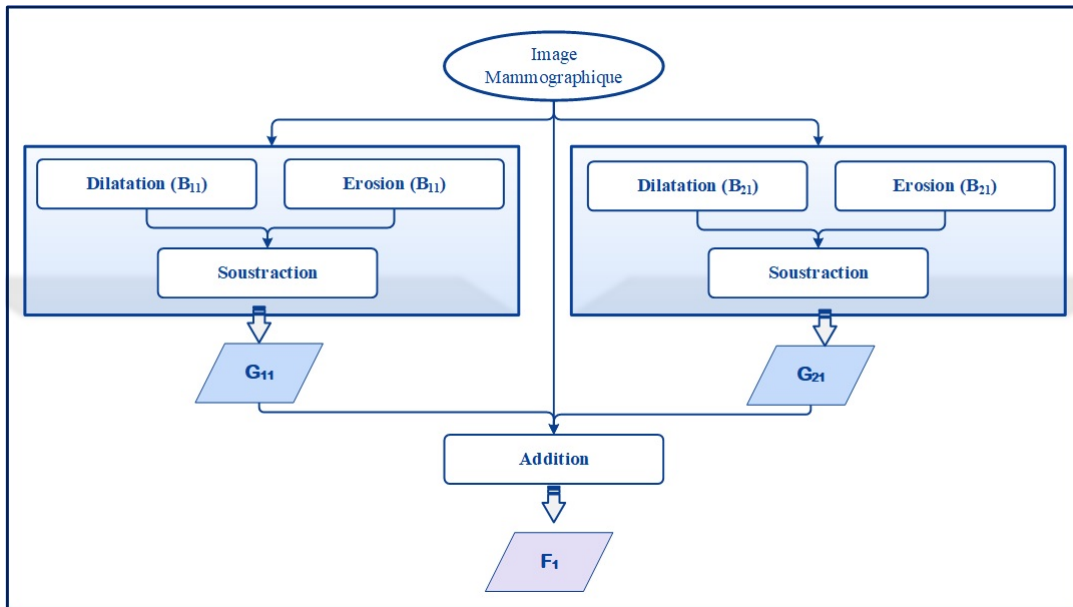 Image
Mammographique
Dilatation (B₁₁)
Erosion (B₁₁)
Dilatation (B₂₁)
Erosion (B₂₁)
Soustraction
Soustraction
G₁₁
G₂₁
Addition
F₁